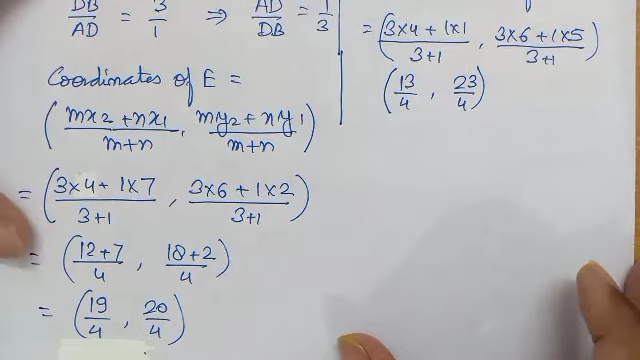 DB/AD = 3/1 ⇒ AD/DB = 1/3
Coordinates of E =
((mx₂ + nx₁)/(m+n), (my₂ + ny₁)/(m+n))
= ((3×4 + 1×7)/(3+1), (3×6 + 1×2)/(3+1))
= ((12+7)/4, (18+2)/4)
= (19/4, 20/4)
= ((3×4 + 1×1)/(3+1), (3×6 + 1×5)/(3+1))
(13/4, 23/4)